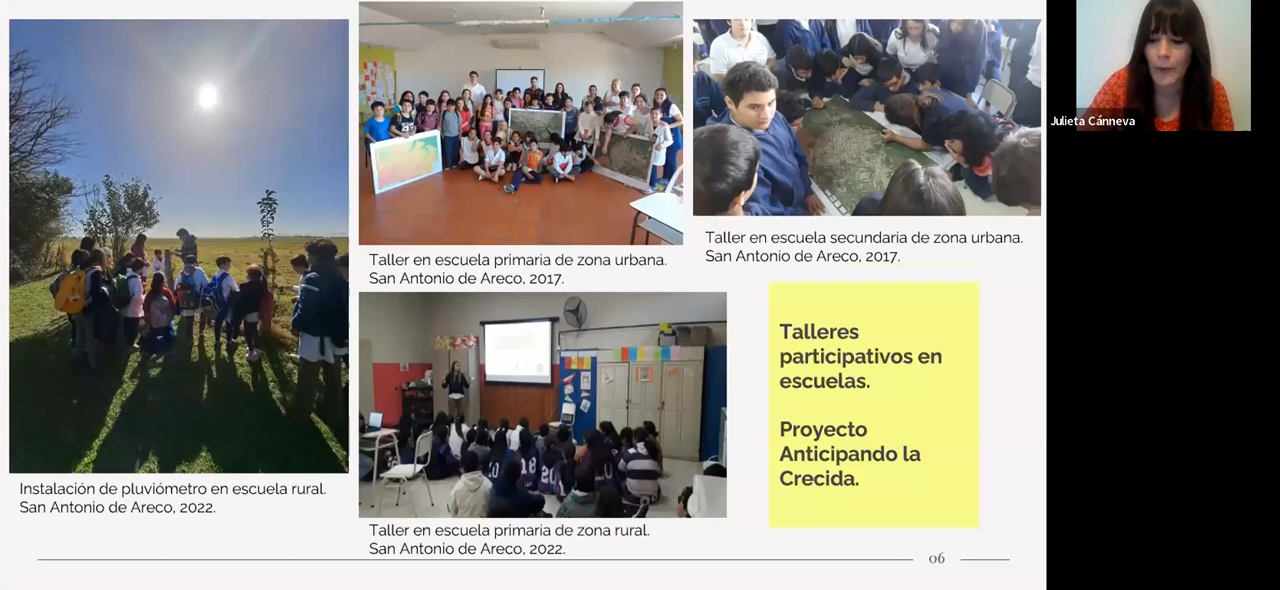 Julieta Cánneva
Taller en escuela primaria de zona urbana.
San Antonio de Areco, 2017.
Taller en escuela secundaria de zona urbana.
San Antonio de Areco, 2017.
Talleres
participativos en
escuelas.
Proyecto
Anticipando la
Crecida.
Instalación de pluviómetro en escuela rural.
San Antonio de Areco, 2022.
Taller en escuela primaria de zona rural.
San Antonio de Areco, 2022.
18
20
06